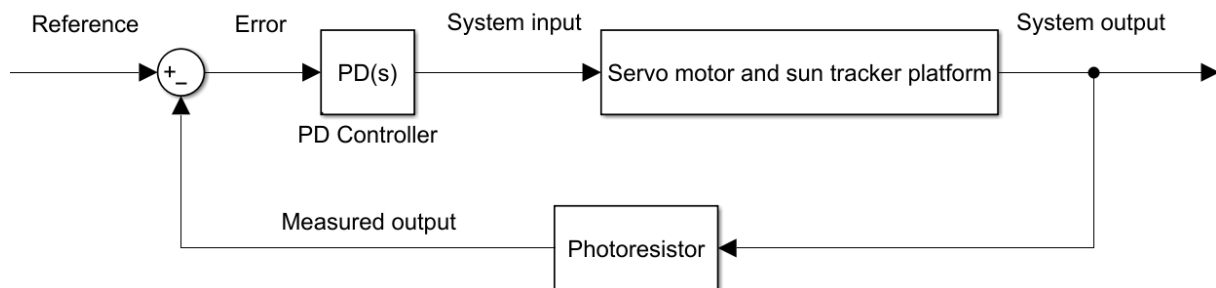 Reference
Error
System input
System output
+
−
PD(s)
Servo motor and sun tracker platform
PD Controller
Measured output
Photoresistor